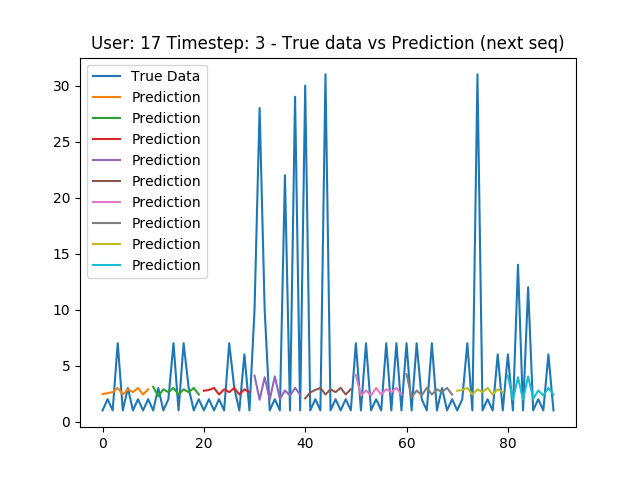 User: 17 Timestep: 3 - True data vs Prediction (next seq)
True Data
Prediction
Prediction
Prediction
Prediction
Prediction
Prediction
Prediction
Prediction
Prediction
30
25
20
15
10
5
0
0 20 40 60 80